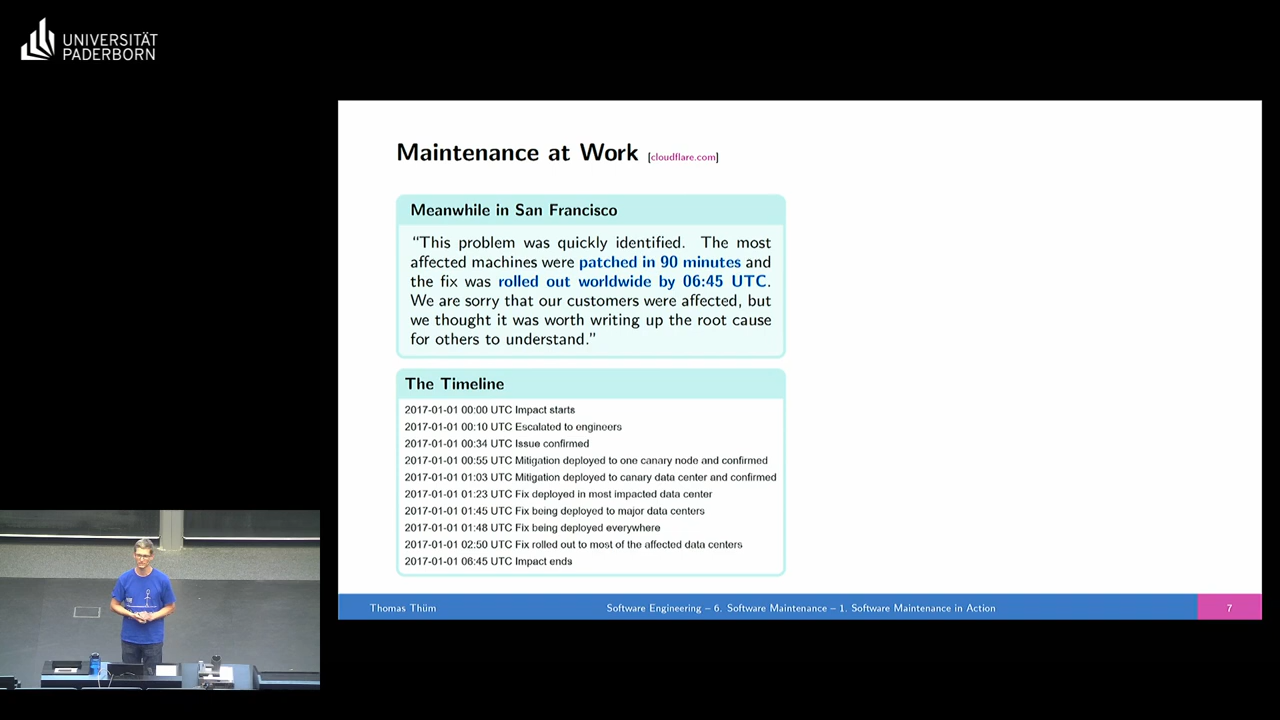 UNIVERSITÄT
PADERBORN
Maintenance at Work [cloudflare.com]
Meanwhile in San Francisco
“This problem was quickly identified. The most
affected machines were patched in 90 minutes and
the fix was rolled out worldwide by 06:45 UTC.
We are sorry that our customers were affected, but
we thought it was worth writing up the root cause
for others to understand.”
The Timeline
2017-01-01 00:00 UTC Impact starts
2017-01-01 00:10 UTC Escalated to engineers
2017-01-01 00:34 UTC Issue confirmed
2017-01-01 00:55 UTC Mitigation deployed to one canary node and confirmed
2017-01-01 01:03 UTC Mitigation deployed to canary data center and confirmed
2017-01-01 01:23 UTC Fix deployed in most impacted data center
2017-01-01 01:45 UTC Fix being deployed to major data centers
2017-01-01 01:48 UTC Fix being deployed everywhere
2017-01-01 02:50 UTC Fix rolled out to most of the affected data centers
2017-01-01 06:45 UTC Impact ends
Thomas Thüm
Software Engineering – 6. Software Maintenance – 1. Software Maintenance in Action
7